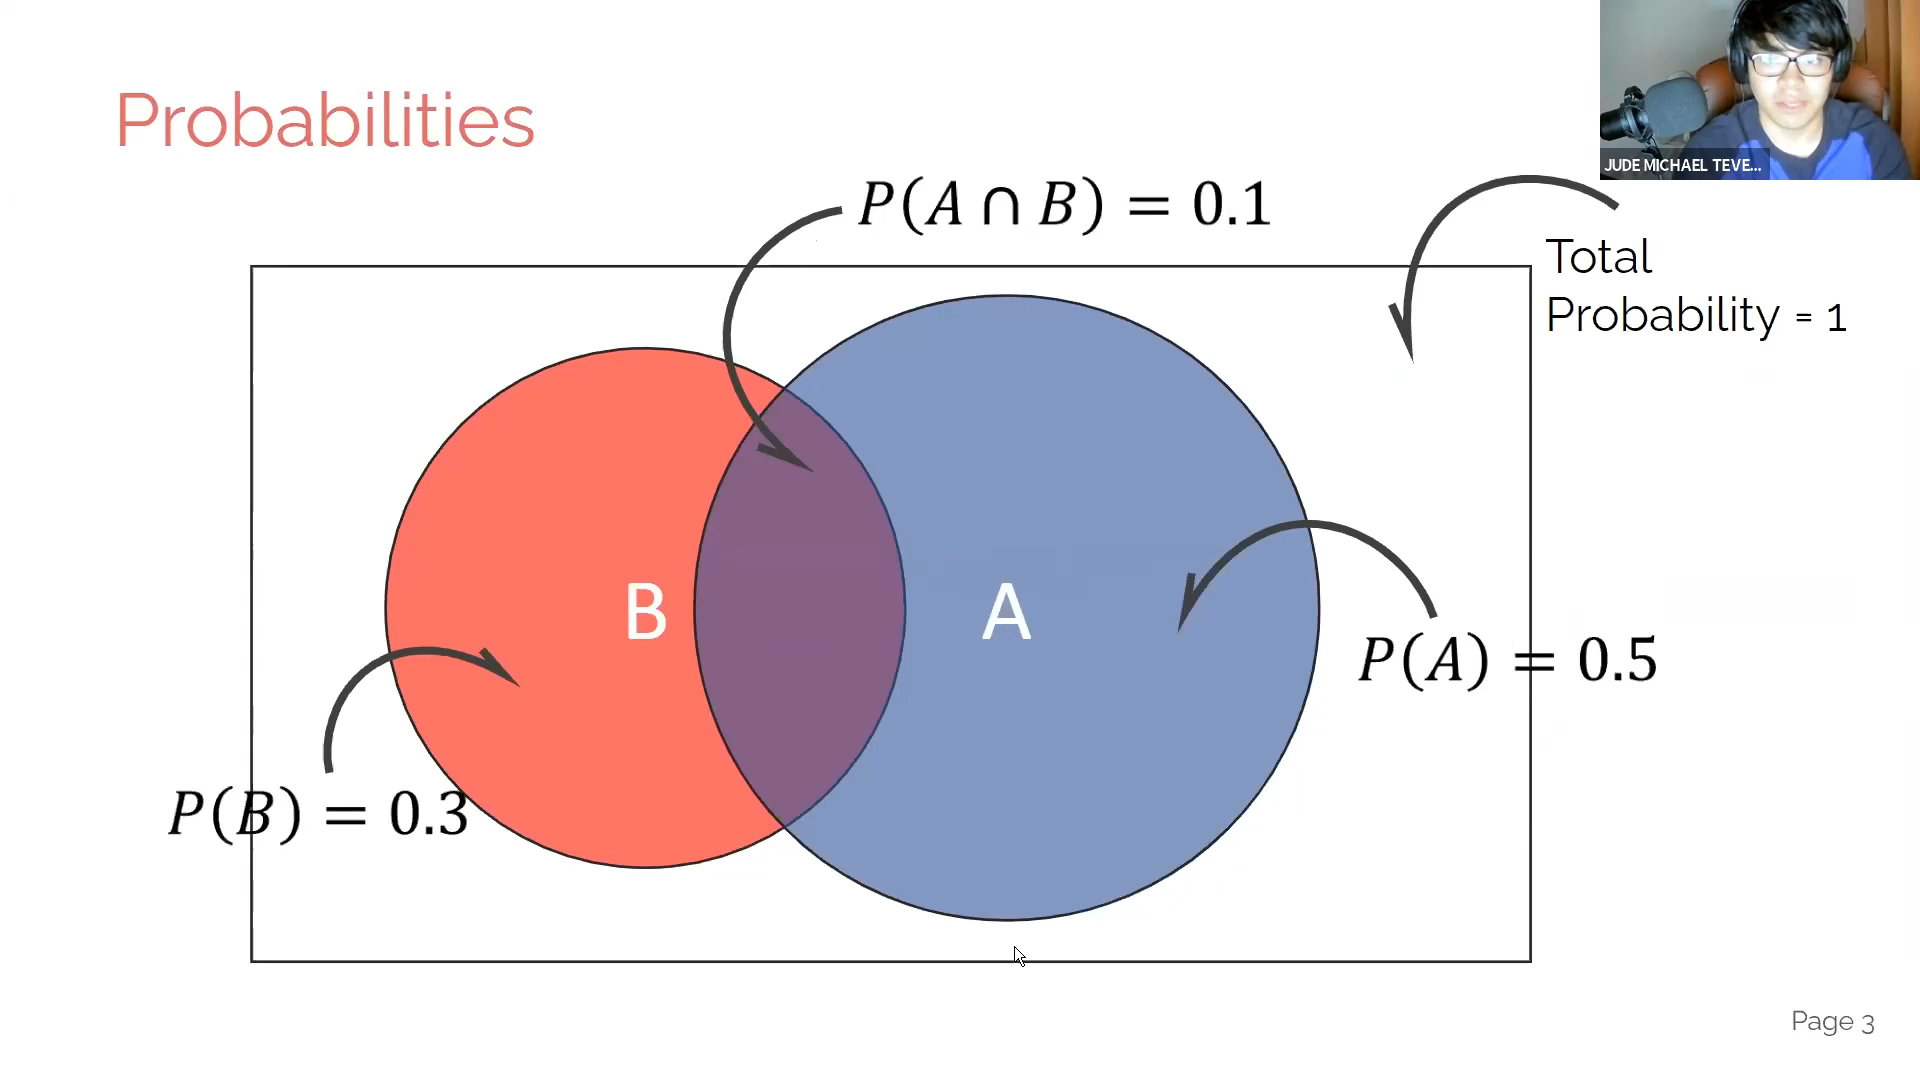 Probabilities
JUDE MICHAEL TEVE...
P(A ∩ B) = 0.1
Total
Probability = 1
B
A
P(A) = 0.5
P(B) = 0.3
Page 3